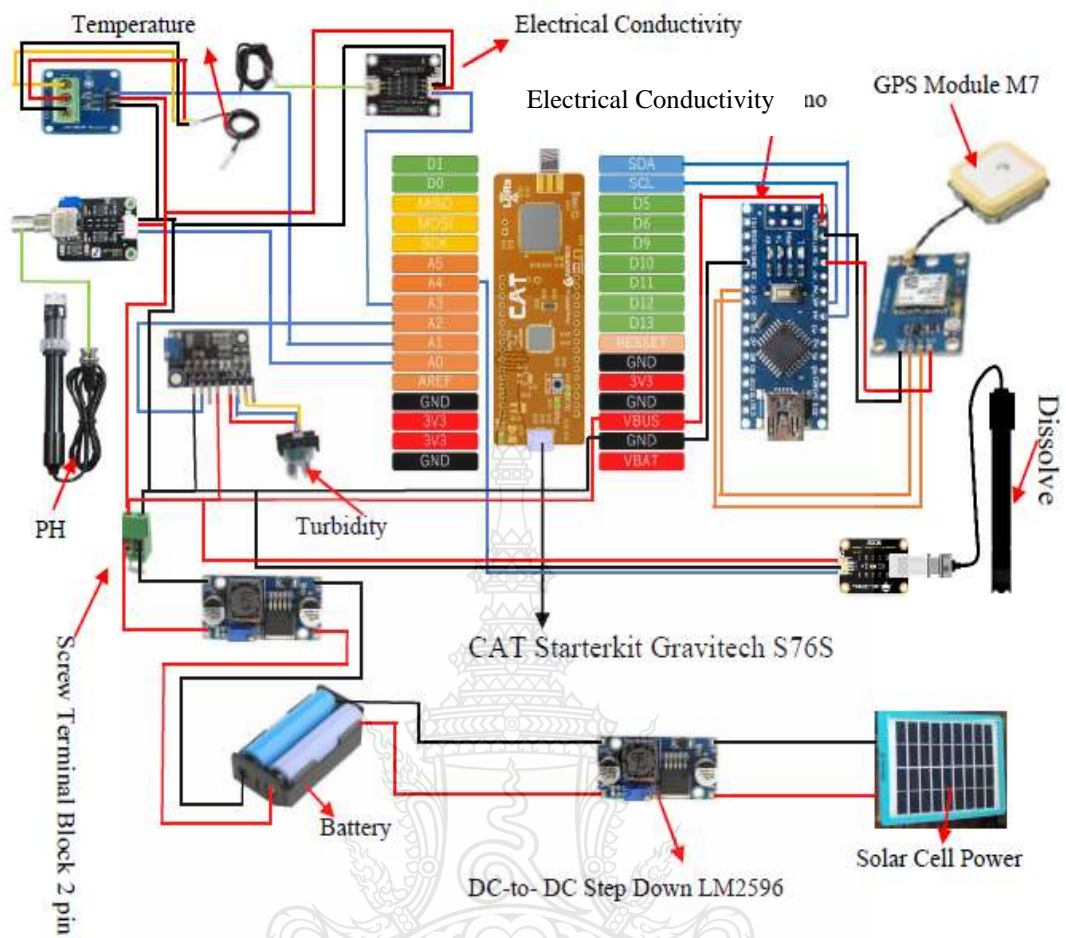 Temperature
Electrical Conductivity
Electrical Conductivity no
GPS Module M7
D1
D0
MISO
MOSI
SCK
A5
A4
A3
A2
A1
A0
AREF
GND
3V3
3V3
GND
CAT
SDA
SCL
D5
D6
D9
D10
D11
D12
D13
RESSET
GND
3V3
GND
VBUS
GND
VBAT
PH
Turbidity
Dissolve
Screw Terminal Block 2 pin
CAT Starterkit Gravitech S76S
Battery
DC-to- DC Step Down LM2596
Solar Cell Power